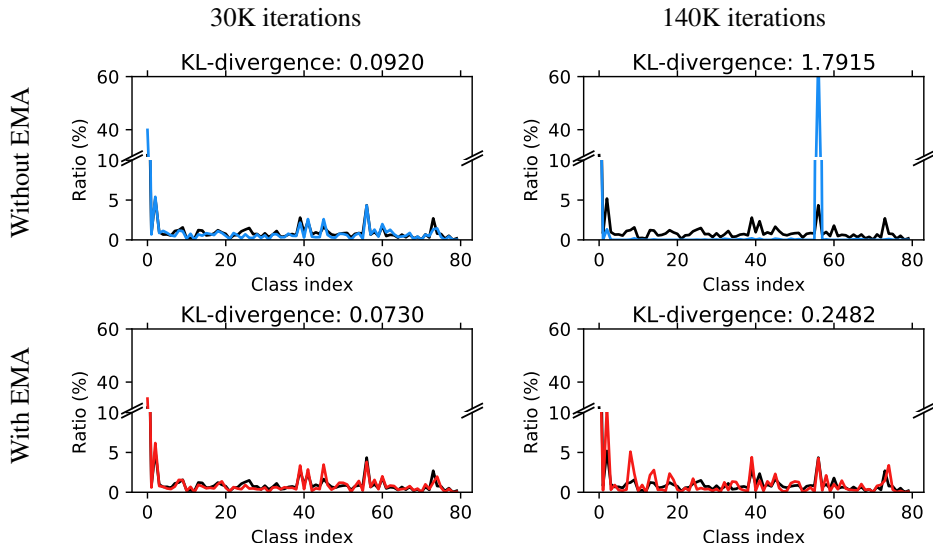 30K iterations
140K iterations
Without EMA
KL-divergence: 0.0920
Ratio (%)
60
40
10
5
0
0 20 40 60 80
Class index
KL-divergence: 1.7915
Ratio (%)
60
40
10
5
0
0 20 40 60 80
Class index
With EMA
KL-divergence: 0.0730
Ratio (%)
60
40
10
5
0
0 20 40 60 80
Class index
KL-divergence: 0.2482
Ratio (%)
60
40
10
5
0
0 20 40 60 80
Class index